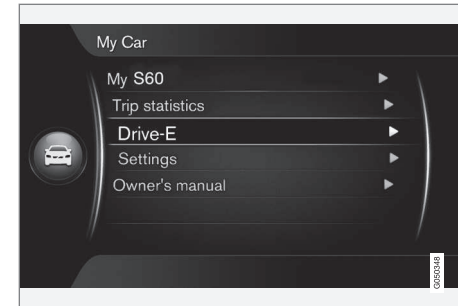 My Car
My S60
Trip statistics
Drive-E
Settings
Owner's manual
G050348